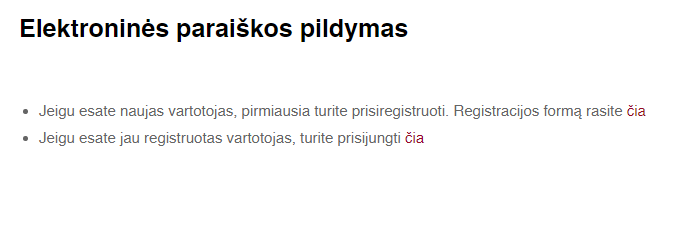 Elektroninės paraiškos pildymas
Jeigu esate naujas vartotojas, pirmiausia turite prisiregistruoti. Registracijos formą rasite čia
Jeigu esate jau registruotas vartotojas, turite prisijungti čia